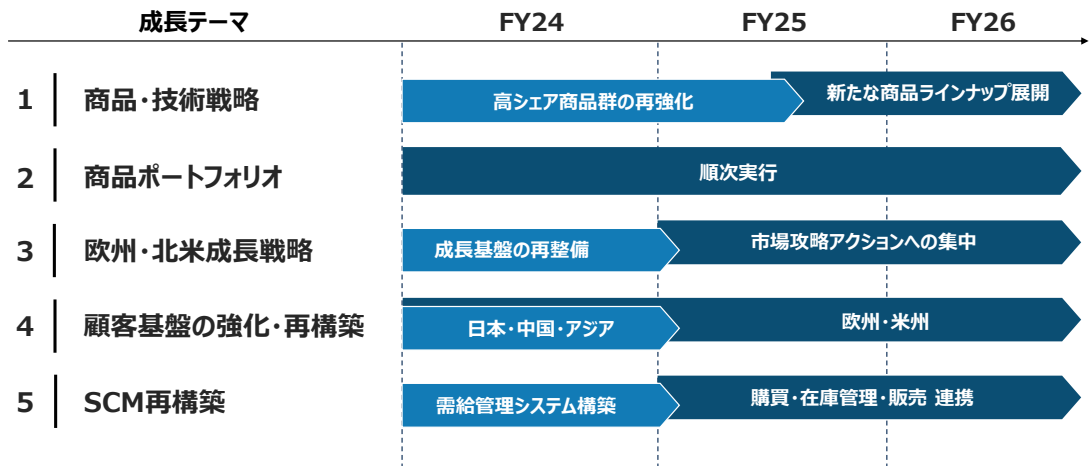 成長テーマ FY24 FY25 FY26
1 商品・技術戦略 高シェア商品群の再強化 新たな商品ラインナップ展開
2 商品ポートフォリオ 順次実行
3 欧州・北米成長戦略 成長基盤の再整備 市場攻略アクションへの集中
4 顧客基盤の強化・再構築 日本・中国・アジア 欧州・米州
5 SCM再構築 需給管理システム構築 購買・在庫管理・販売 連携